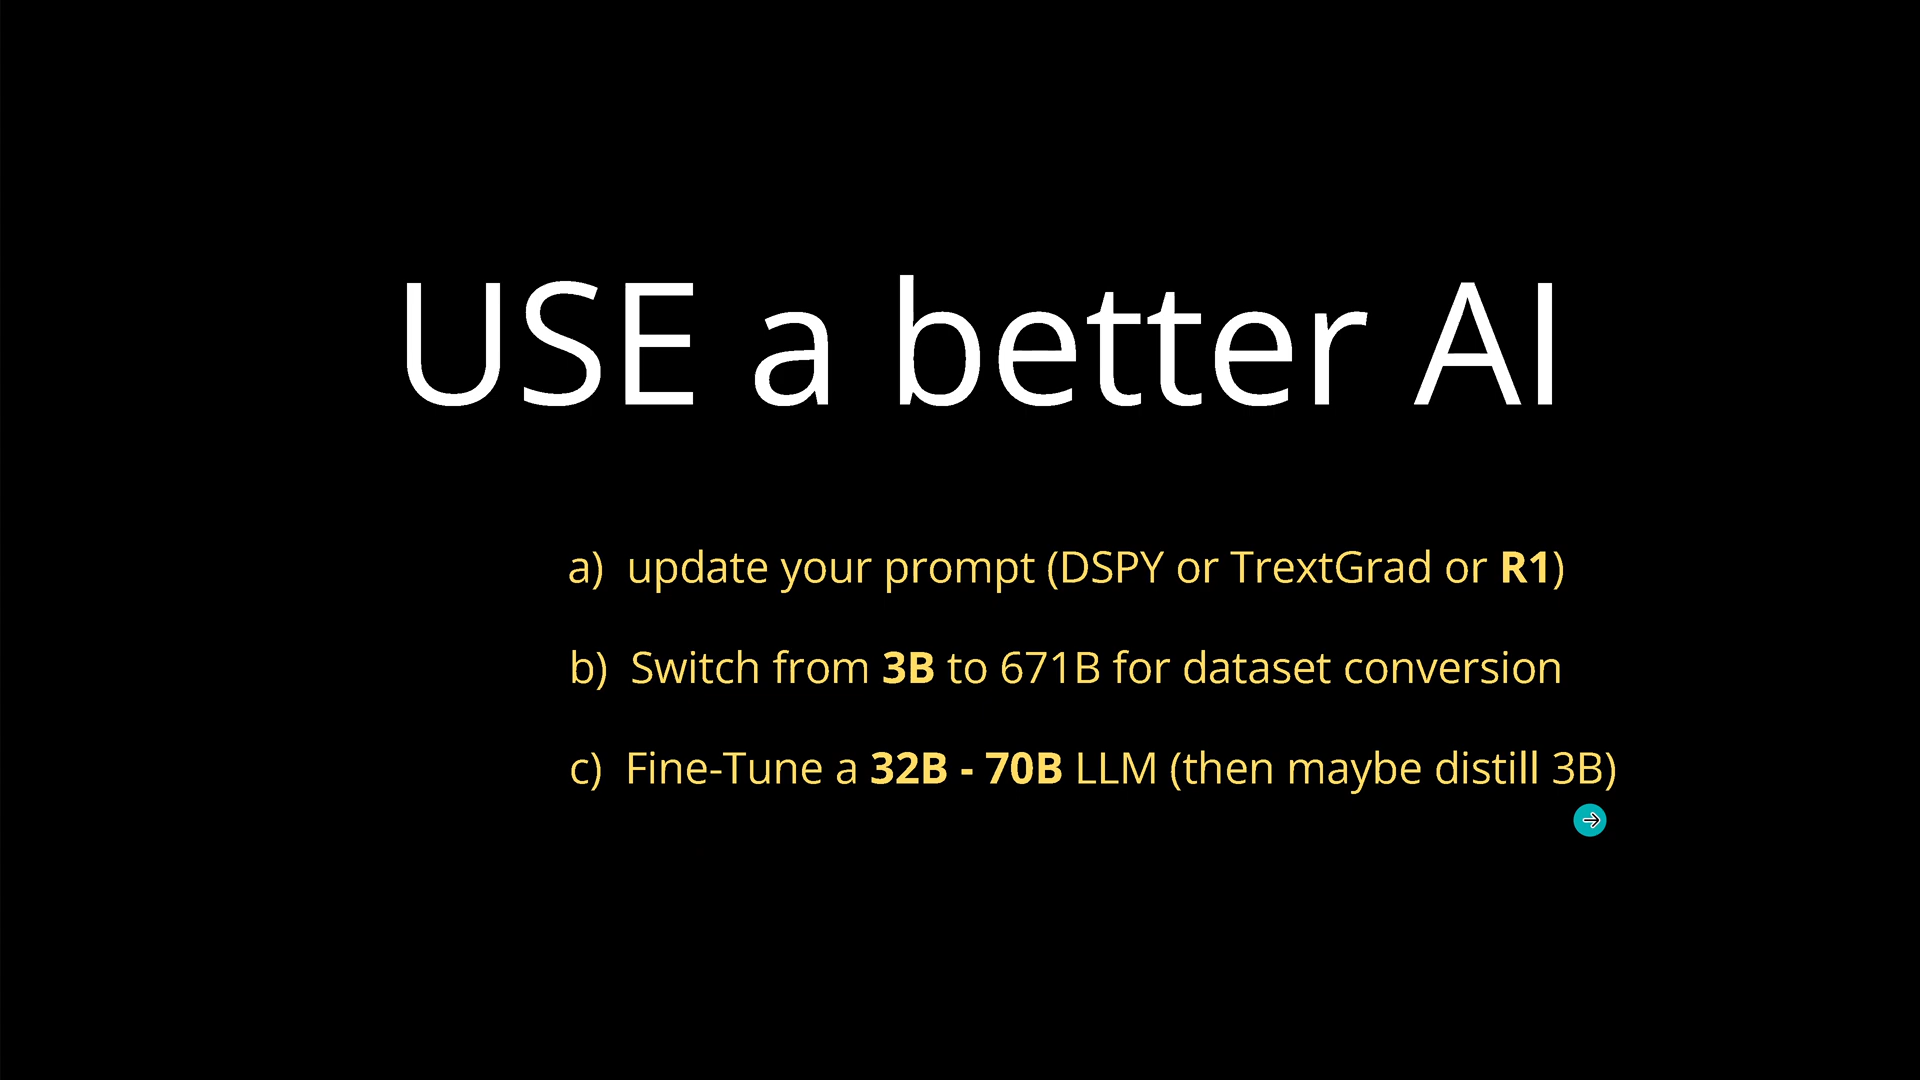 USE a better AI
a) update your prompt (DSPY or TrextGrad or R1)
b) Switch from 3B to 671B for dataset conversion
c) Fine-Tune a 32B - 70B LLM (then maybe distill 3B)